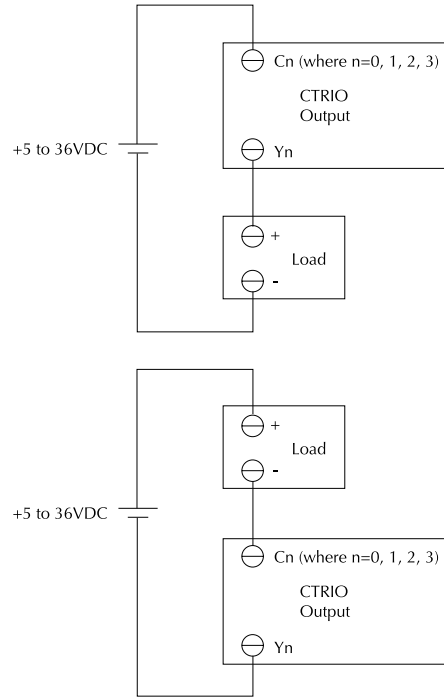 Cn (where n=0, 1, 2, 3)
CTRIO
Output
+5 to 36VDC
Yn
+
Load
-
+
Load
-
+5 to 36VDC
Cn (where n=0, 1, 2, 3)
CTRIO
Output
Yn